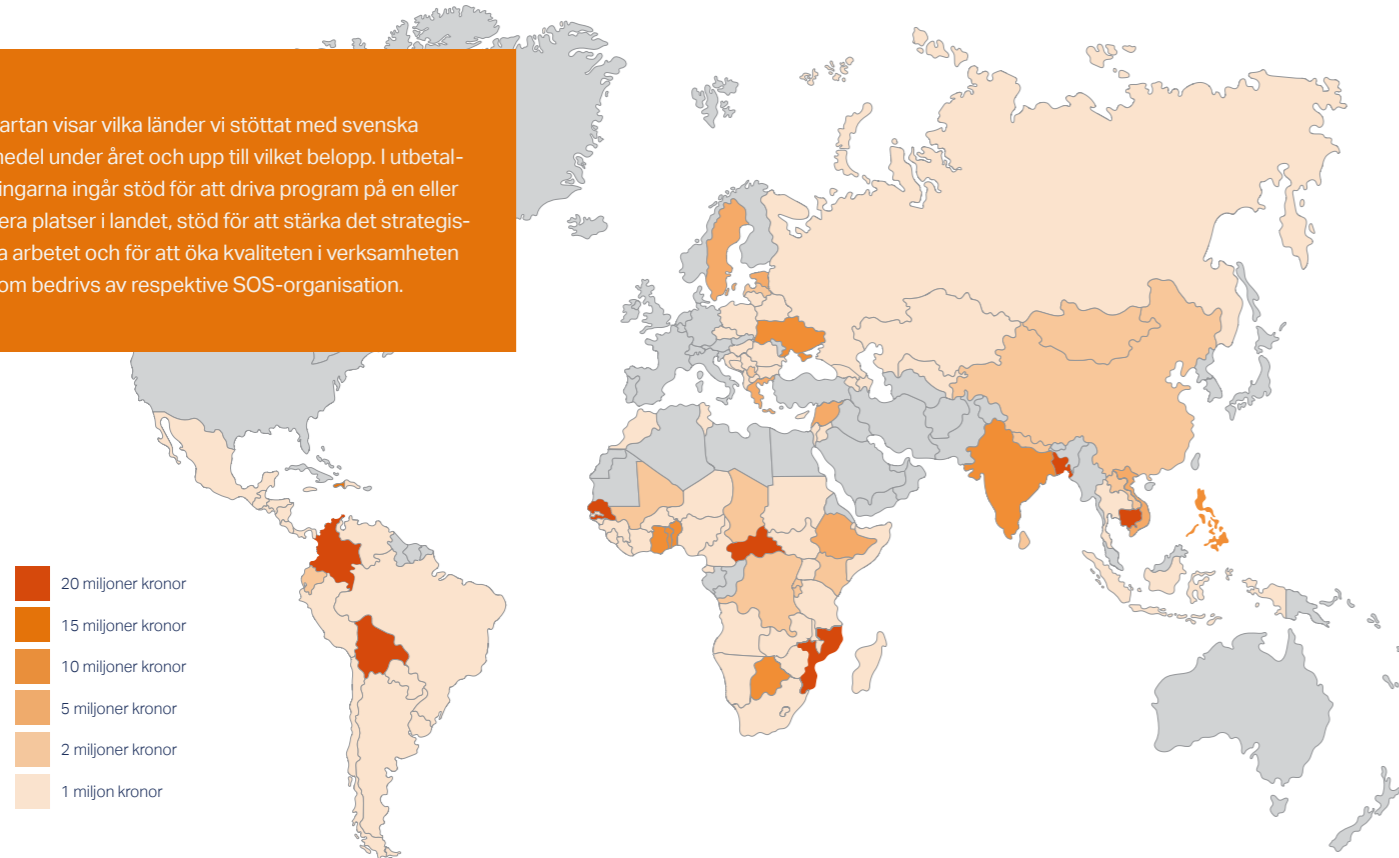 artan visar vilka länder vi stöttat med svenska
nedel under året och upp till vilket belopp. I utbetal-
ingarna ingår stöd för att driva program på en eller
era platser i landet, stöd för att stärka det strategis-
a arbetet och för att öka kvaliteten i verksamheten
om bedrivs av respektive SOS-organisation.
20 miljoner kronor
15 miljoner kronor
10 miljoner kronor
5 miljoner kronor
2 miljoner kronor
1 miljon kronor